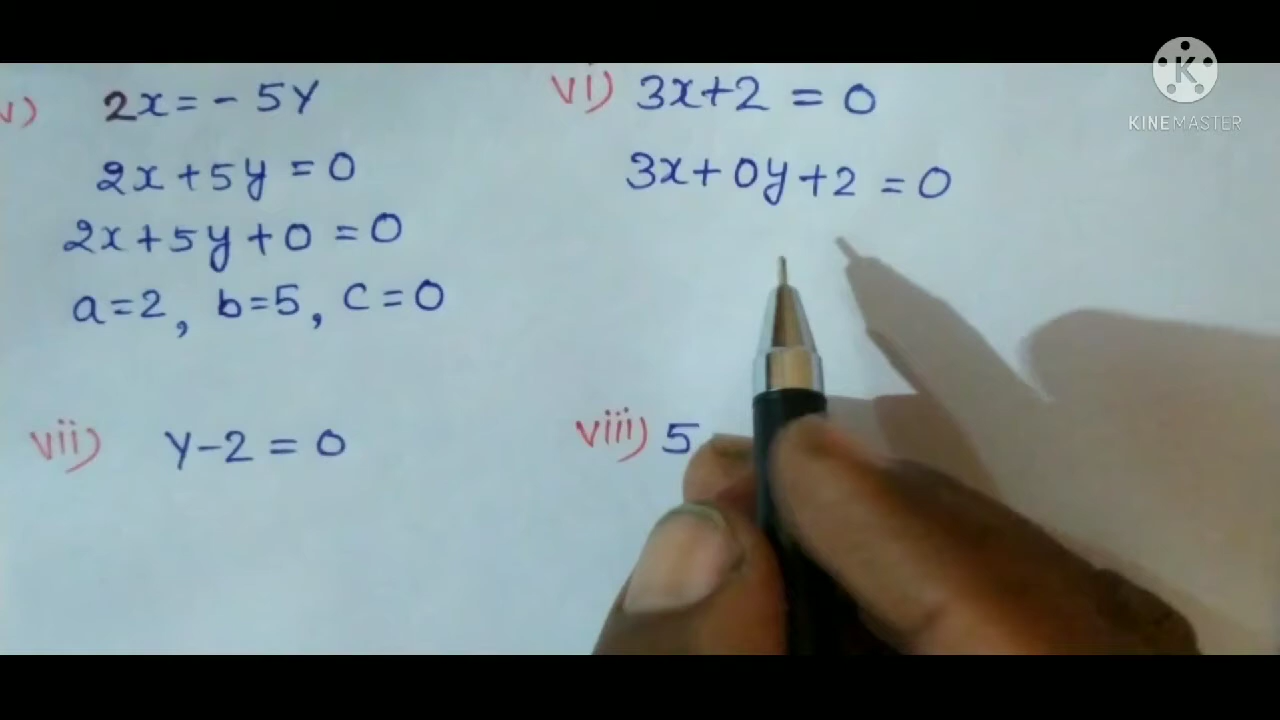 v) 2x = - 5y
2x + 5y = 0
2x + 5y + 0 = 0
a = 2, b = 5, c = 0
vi) 3x + 2 = 0
3x + 0y + 2 = 0
vii) y - 2 = 0
viii) 5
KINEMASTER